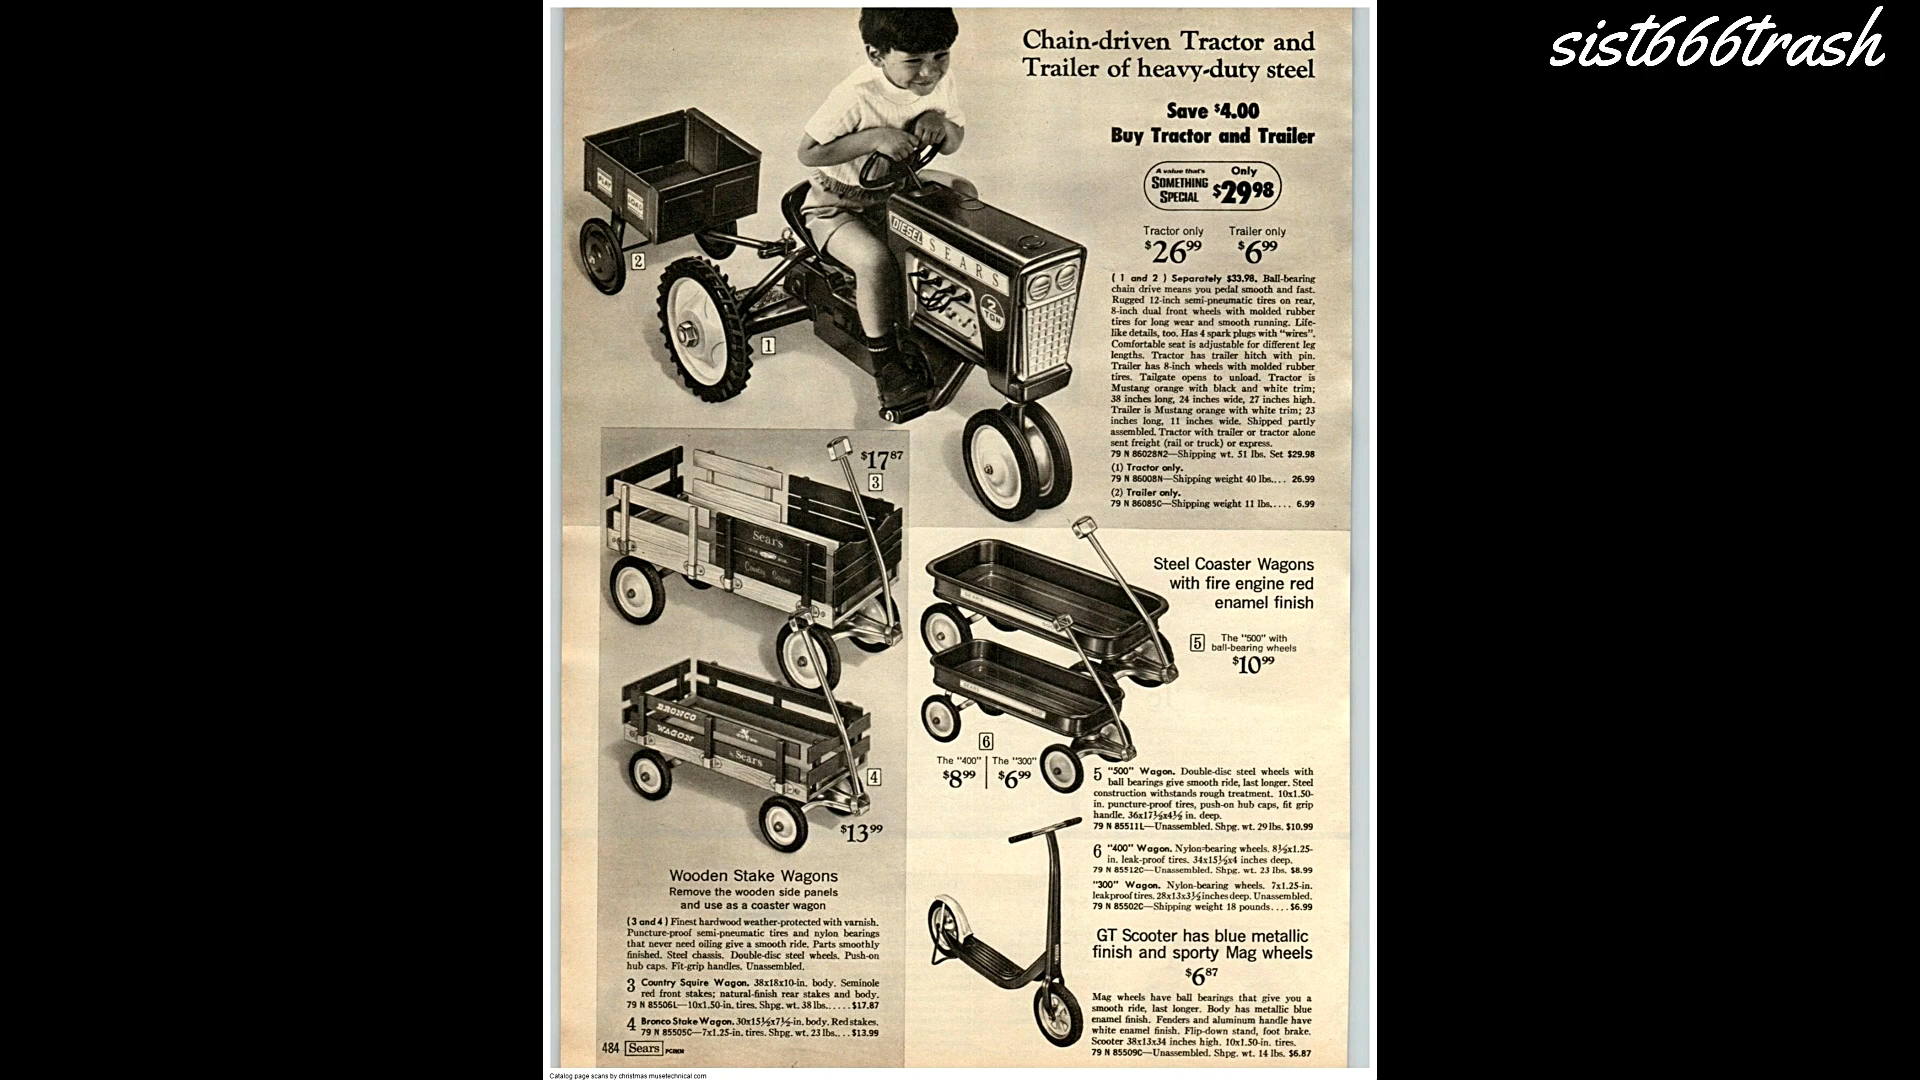 sist666trash
Chain-driven Tractor and
Trailer of heavy-duty steel
Save $4.00
Buy Tractor and Trailer
A value that's
SOMETHING
SPECIAL
Only
$29.98
Tractor only
$26.99
Trailer only
$6.99
( 1 and 2 ) Separately $33.98. Ball-bearing
chain drive means you pedal smooth and fast.
Rugged 12-inch semi-pneumatic tires on rear,
8-inch dual front wheels with molded rubber
tires for long wear and smooth running. Life-
like details, too. Has 4 spark plugs with "wires".
Comfortable seat is adjustable for different leg
lengths. Tractor has trailer hitch with pin.
Trailer has 8-inch wheels with molded rubber
tires. Tailgate opens to unload. Tractor is
Mustang orange with black and white trim;
38 inches long, 24 inches wide, 27 inches high.
Trailer is Mustang orange with white trim; 23
inches long, 11 inches wide. Shipped partly
assembled. Tractor with trailer or tractor alone
sent freight (rail or truck) or express.
79 N 86028N2—Shipping wt. 51 lbs. Set $29.98
(1) Tractor only.
79 N 86008N—Shipping weight 40 lbs.... 26.99
(2) Trailer only.
79 N 86085C—Shipping weight 11 lbs..... 6.99
PLAY
LOAD
2
DIESEL SEARS
2
TON
1
$17.87
3
Sears
Country Squire
BRONCO
WAGON
Sears
4
$13.99
Steel Coaster Wagons
with fire engine red
enamel finish
5
The "500" with
ball-bearing wheels
$10.99
6
The "400"
$8.99
The "300"
$6.99
5 "500" Wagon. Double-disc steel wheels with
ball bearings give smooth ride, last longer. Steel
construction withstands rough treatment. 10x1.50-
in. puncture-proof tires, push-on hub caps, fit grip
handle. 36x17½x4½ in. deep.
79 N 85511L—Unassembled. Shpg. wt. 29 lbs. $10.99
6 "400" Wagon. Nylon-bearing wheels. 8½x1.25-
in. leak-proof tires. 34x15½x4 inches deep.
79 N 85512C—Unassembled. Shpg. wt. 23 lbs. $8.99
"300" Wagon. Nylon-bearing wheels. 7x1.25-in.
leakproof tires. 28x13x3½ inches deep. Unassembled.
79 N 85502C—Shipping weight 18 pounds.... $6.99
Wooden Stake Wagons
Remove the wooden side panels
and use as a coaster wagon
(3 and 4) Finest hardwood weather-protected with varnish.
Puncture-proof semi-pneumatic tires and nylon bearings
that never need oiling give a smooth ride. Parts smoothly
finished. Steel chassis. Double-disc steel wheels. Push-on
hub caps. Fit-grip handles. Unassembled.
3 Country Squire Wagon. 38x18x10-in. body. Seminole
red front stakes; natural-finish rear stakes and body.
79 N 85506L—10x1.50-in. tires. Shpg. wt. 38 lbs......$17.87
4 Bronco Stake Wagon. 30x15½x7½-in. body. Red stakes.
79 N 85505C—7x1.25-in. tires. Shpg. wt. 23 lbs....$13.99
GT Scooter has blue metallic
finish and sporty Mag wheels
$6.87
Mag wheels have ball bearings that give you a
smooth ride, last longer. Body has metallic blue
enamel finish. Fenders and aluminum handle have
white enamel finish. Flip-down stand, foot brake.
Scooter 38x13x34 inches high. 10x1.50-in. tires.
79 N 85509C—Unassembled. Shpg. wt. 14 lbs. $6.87
484 Sears
Catalog page scans by christmas musetechnical.com